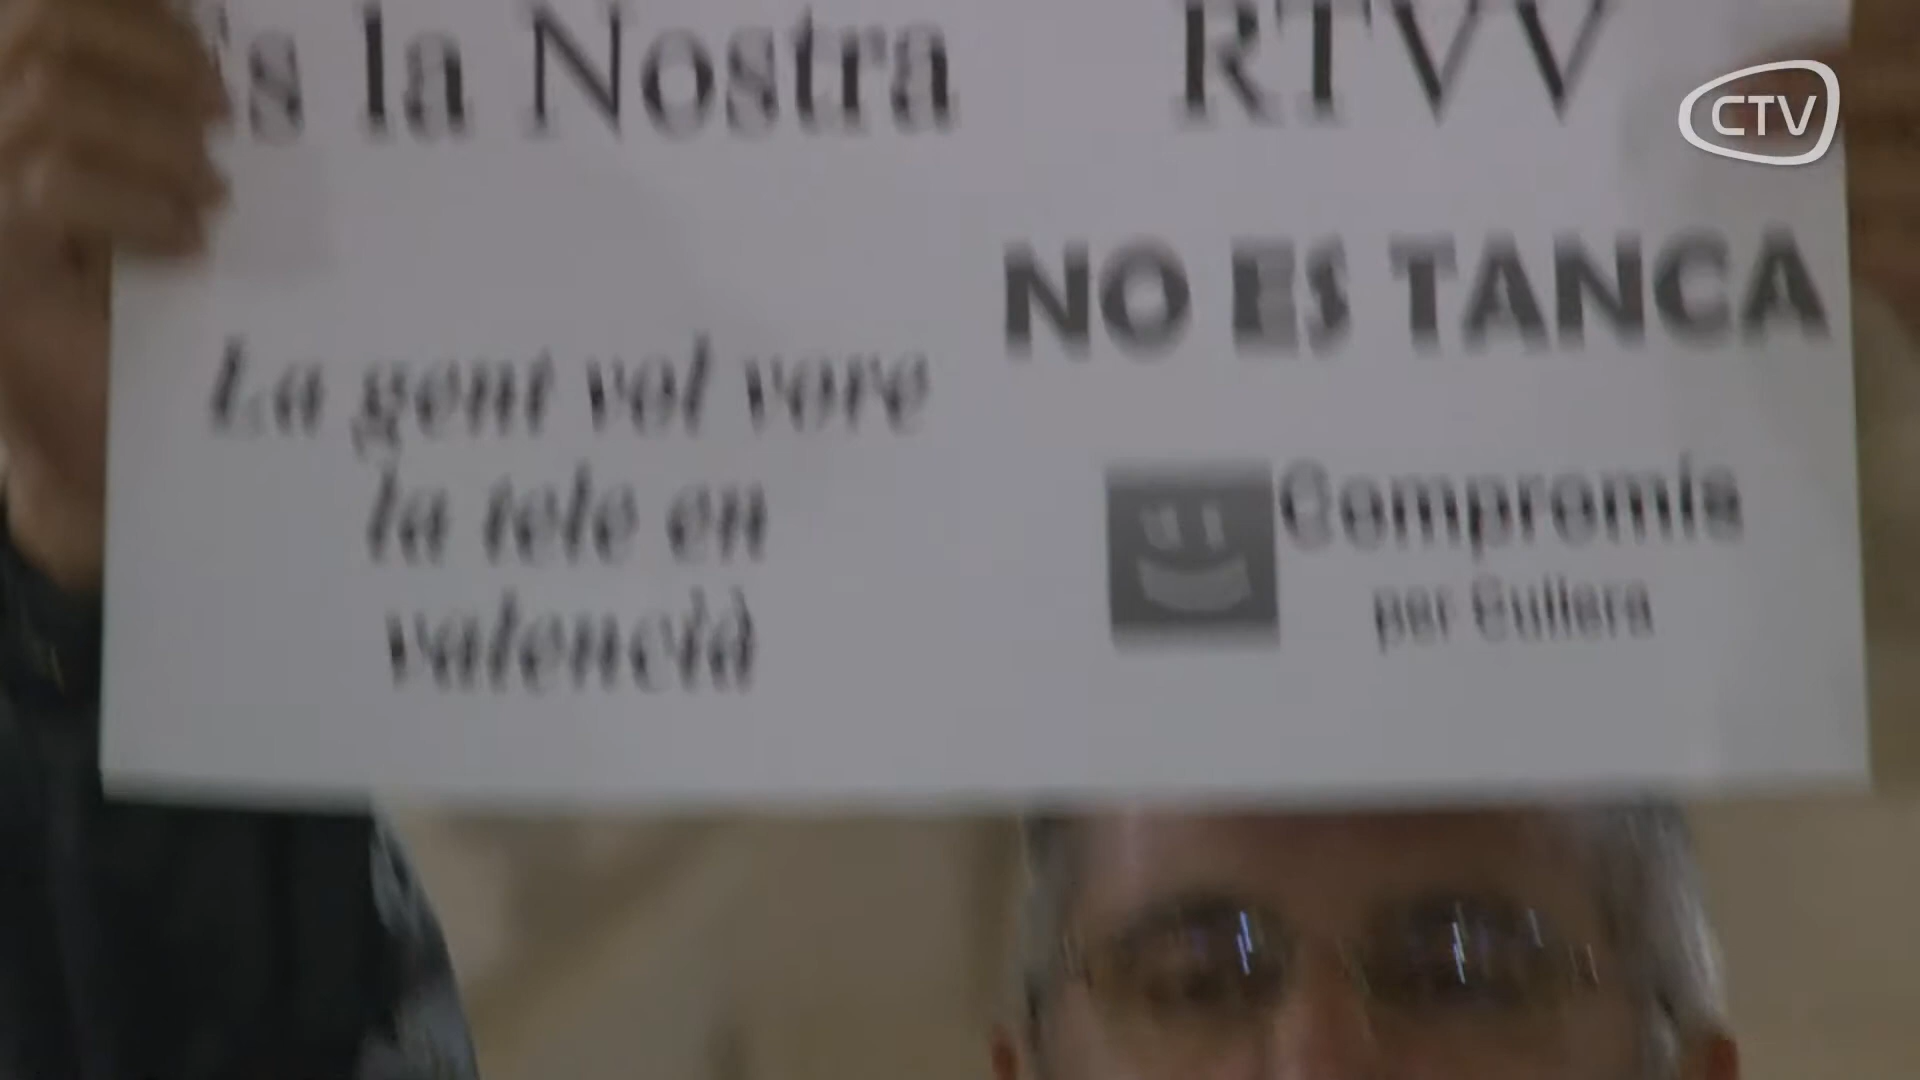 's la Nostra
La gent vol vore
la tele en
valencià
RTVV
NO ES TANCA
Compromís
per Cullera
CTV